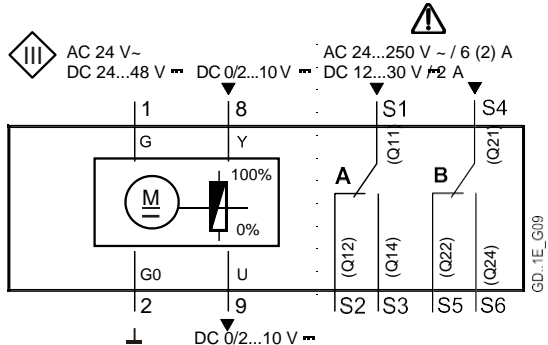 III
AC 24 V~
DC 24...48 V
DC 0/2...10 V
AC 24...250 V ~ / 6 (2) A
DC 12...30 V / 2 A
1
8
S1
S4
G
Y
(Q11)
(Q21)
M
100%
0%
A
B
(Q12)
(Q14)
(Q22)
(Q24)
G0
U
2
9
S2
S3
S5
S6
DC 0/2...10 V
GD..1E_G09